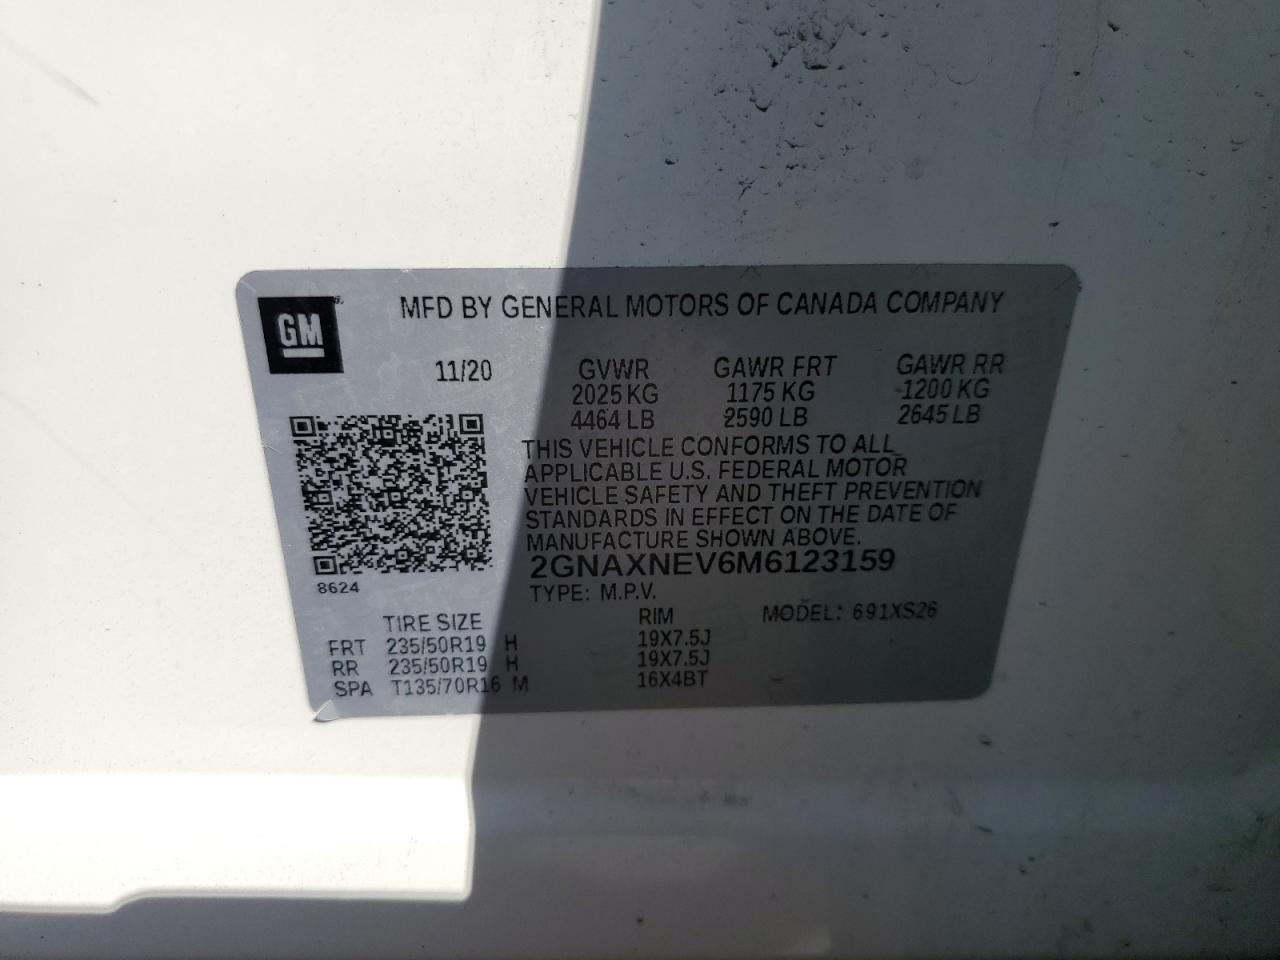 GM
MFD BY GENERAL MOTORS OF CANADA COMPANY
11/20 GVWR GAWR FRT GAWR RR
2025 KG 1175 KG 1200 KG
4464 LB 2590 LB 2645 LB
THIS VEHICLE CONFORMS TO ALL
APPLICABLE U.S. FEDERAL MOTOR
VEHICLE SAFETY AND THEFT PREVENTION
STANDARDS IN EFFECT ON THE DATE OF
MANUFACTURE SHOWN ABOVE.
2GNAXNEV6M6123159
8624
TYPE: M.P.V.
TIRE SIZE RIM MODEL: 691XS26
FRT 235/50R19 H 19X7.5J
RR 235/50R19 H 19X7.5J
SPA T135/70R16 M 16X4BT